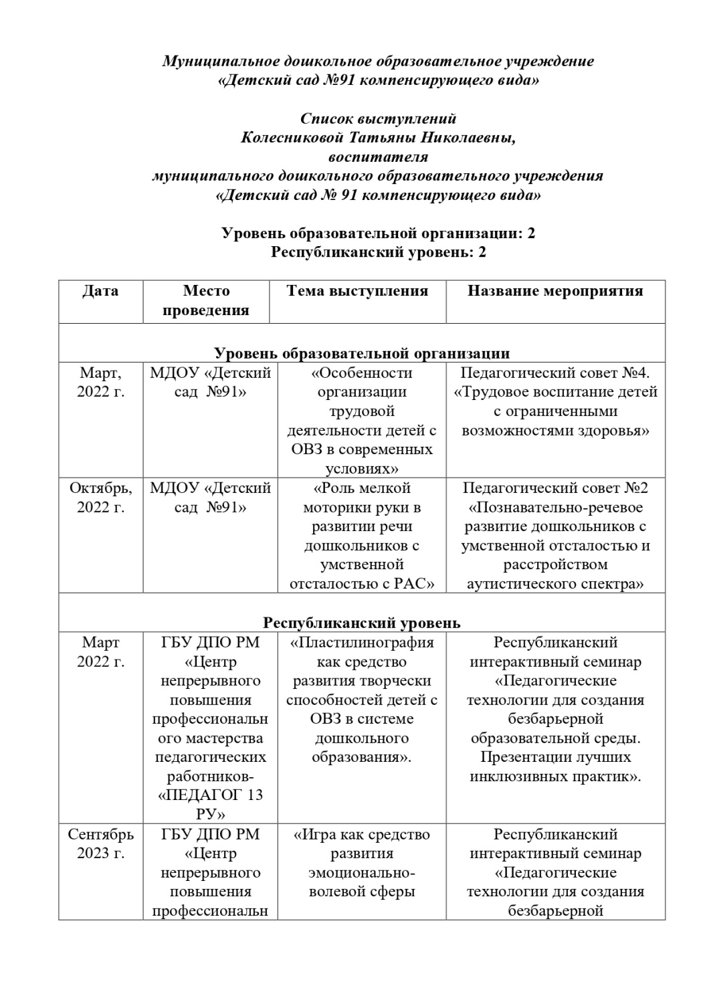 Муниципальное дошкольное образовательное учреждение
«Детский сад №91 компенсирующего вида»
Список выступлений
Колесниковой Татьяны Николаевны,
воспитателя
муниципального дошкольного образовательного учреждения
«Детский сад № 91 компенсирующего вида»
Уровень образовательной организации: 2
Республиканский уровень: 2
Дата
Место
проведения
Тема выступления
Название мероприятия
Уровень образовательной организации
Март,
2022 г.
МДОУ «Детский
сад №91»
«Особенности
организации
трудовой
деятельности детей с
ОВЗ в современных
условиях»
Педагогический совет №4.
«Трудовое воспитание детей
с ограниченными
возможностями здоровья»
Октябрь,
2022 г.
МДОУ «Детский
сад №91»
«Роль мелкой
моторики руки в
развитии речи
дошкольников с
умственной
отсталостью с РАС»
Педагогический совет №2
«Познавательно-речевое
развитие дошкольников с
умственной отсталостью и
расстройством
аутистического спектра»
Республиканский уровень
Март
2022 г.
ГБУ ДПО РМ
«Центр
непрерывного
повышения
профессиональн
ого мастерства
педагогических
работников-
«ПЕДАГОГ 13
РУ»
«Пластилинография
как средство
развития творчески
способностей детей с
ОВЗ в системе
дошкольного
образования».
Республиканский
интерактивный семинар
«Педагогические
технологии для создания
безбарьерной
образовательной среды.
Презентации лучших
инклюзивных практик».
Сентябрь
2023 г.
ГБУ ДПО РМ
«Центр
непрерывного
повышения
профессиональн
«Игра как средство
развития
эмоционально-
волевой сферы
Республиканский
интерактивный семинар
«Педагогические
технологии для создания
безбарьерной